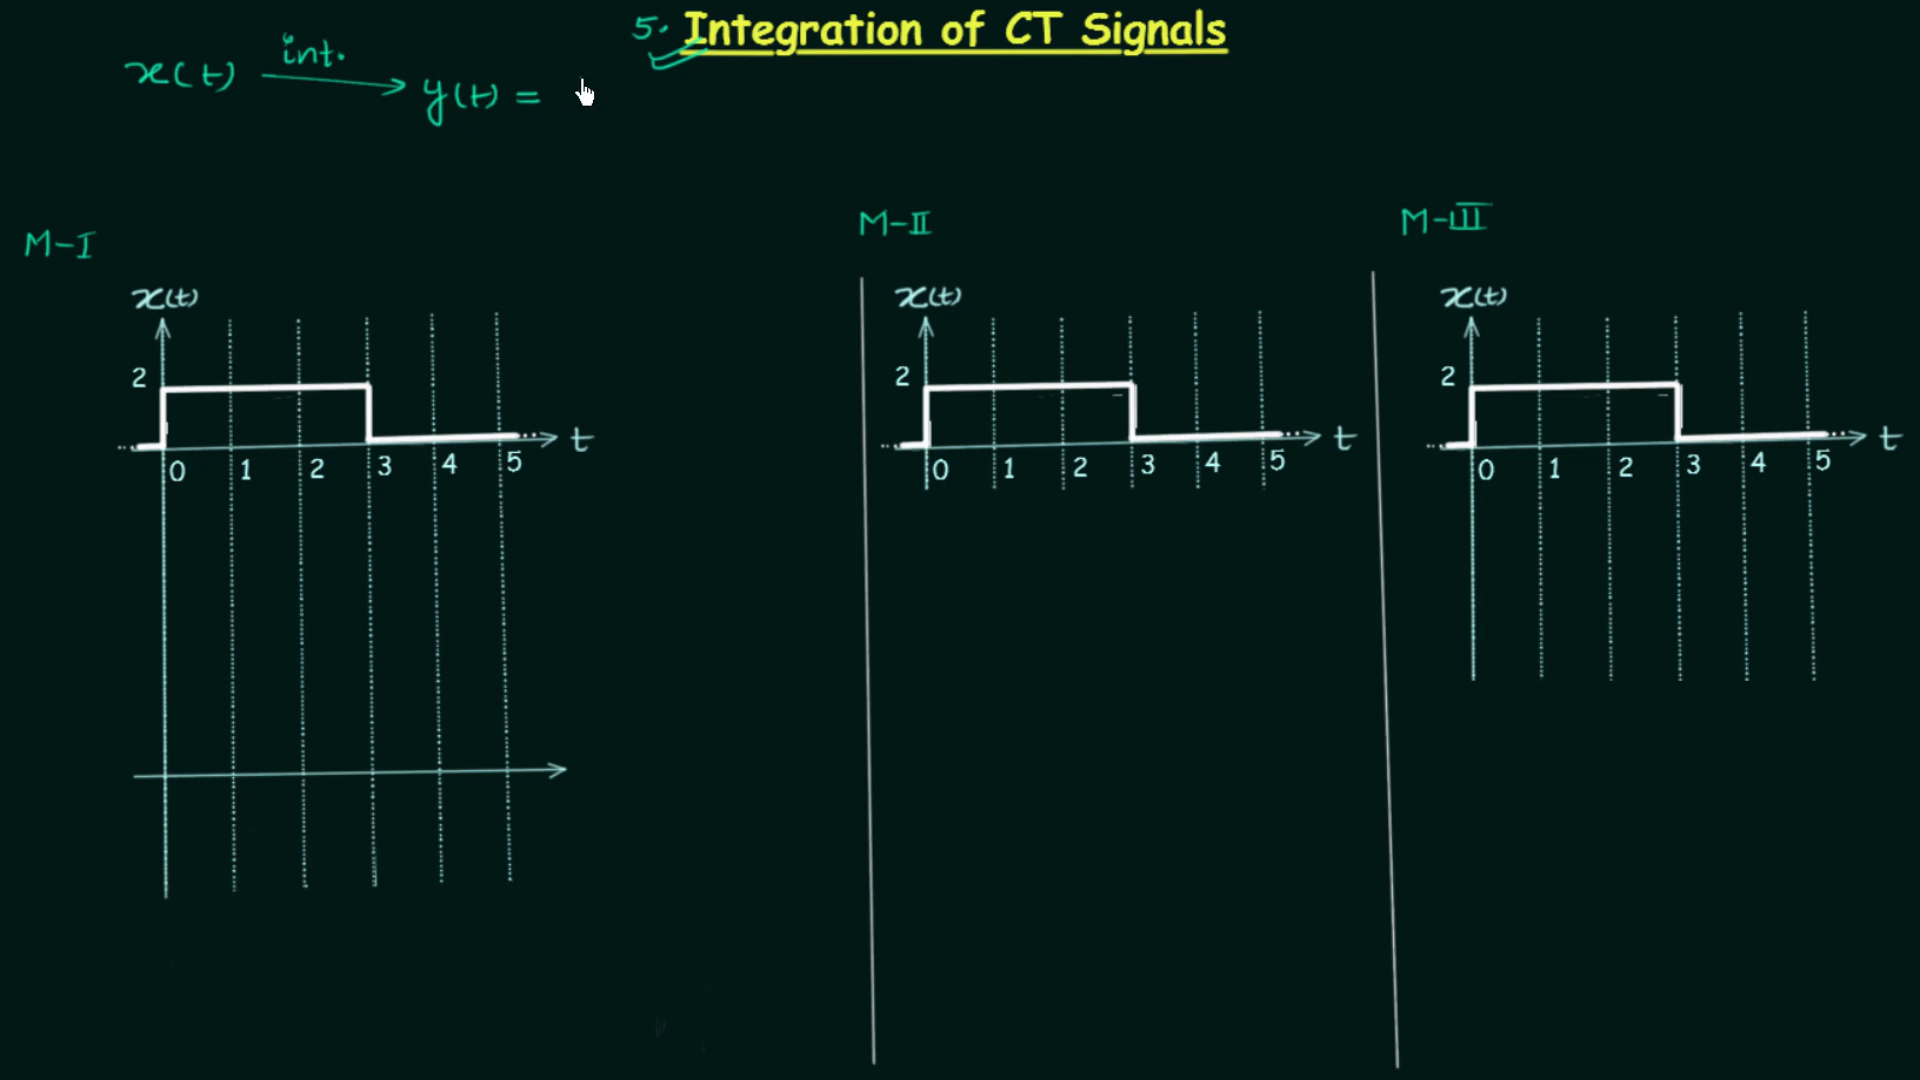 5. Integration of CT Signals
x(t) int. → y(t) =
M-I
M-II
M-III
x(t)
2
0 1 2 3 4 5 t
x(t)
2
0 1 2 3 4 5 t
x(t)
2
0 1 2 3 4 5 t